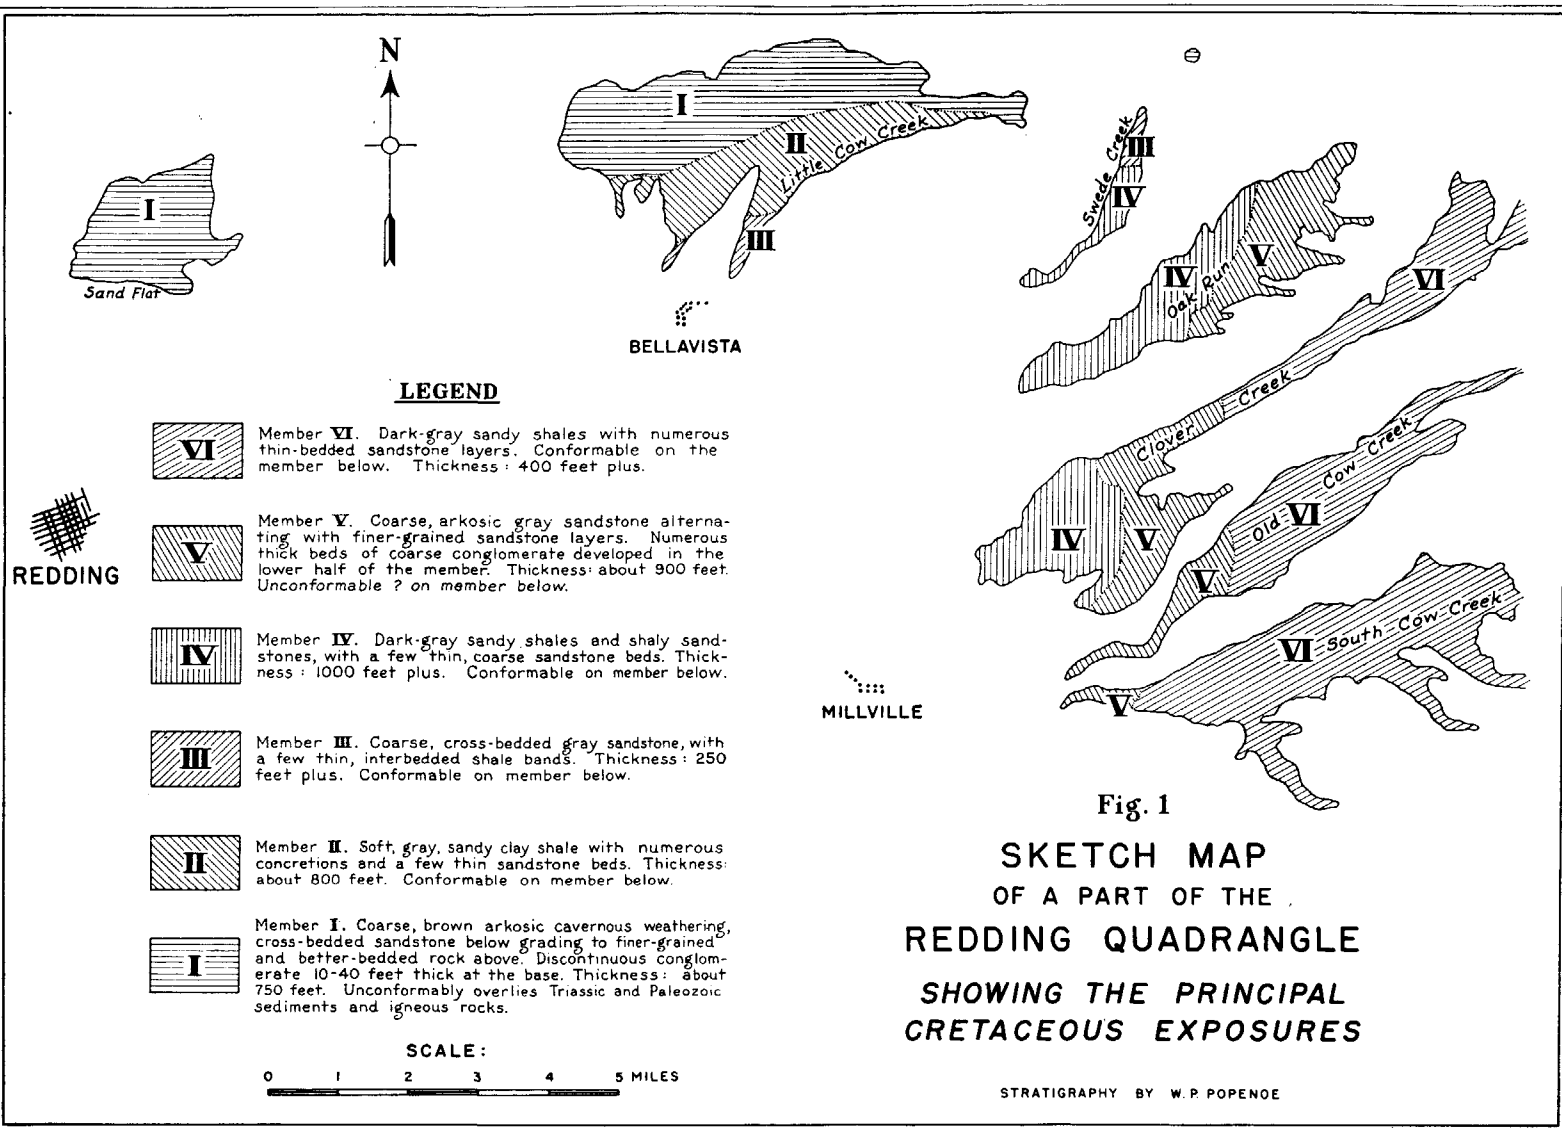 N
I
Sand Flat
I
II
Little Cow Creek
III
BELLAVISTA
Swede Creek
III
IV
IV
Oak Run
V
VI
Clover Creek
IV
V
Old Cow Creek
VI
V
South Cow Creek
VI
V
MILLVILLE
REDDING
LEGEND
VI
Member VI. Dark-gray sandy shales with numerous
thin-bedded sandstone layers. Conformable on the
member below. Thickness: 400 feet plus.
V
Member V. Coarse, arkosic gray sandstone alterna-
ting with finer-grained sandstone layers. Numerous
thick beds of coarse conglomerate developed in the
lower half of the member. Thickness: about 900 feet.
Unconformable ? on member below.
IV
Member IV. Dark-gray sandy shales and shaly sand-
stones, with a few thin, coarse sandstone beds. Thick-
ness: 1000 feet plus. Conformable on member below.
III
Member III. Coarse, cross-bedded gray sandstone, with
a few thin, interbedded shale bands. Thickness: 250
feet plus. Conformable on member below.
II
Member II. Soft, gray, sandy clay shale with numerous
concretions and a few thin sandstone beds. Thickness:
about 800 feet. Conformable on member below.
I
Member I. Coarse, brown arkosic cavernous weathering,
cross-bedded sandstone below grading to finer-grained
and better-bedded rock above. Discontinuous conglom-
erate 10-40 feet thick at the base. Thickness: about
750 feet. Unconformably overlies Triassic and Paleozoic
sediments and igneous rocks.
SCALE:
0 1 2 3 4 5 MILES
Fig. 1
SKETCH MAP
OF A PART OF THE
REDDING QUADRANGLE
SHOWING THE PRINCIPAL
CRETACEOUS EXPOSURES
STRATIGRAPHY BY W. P. POPENOE